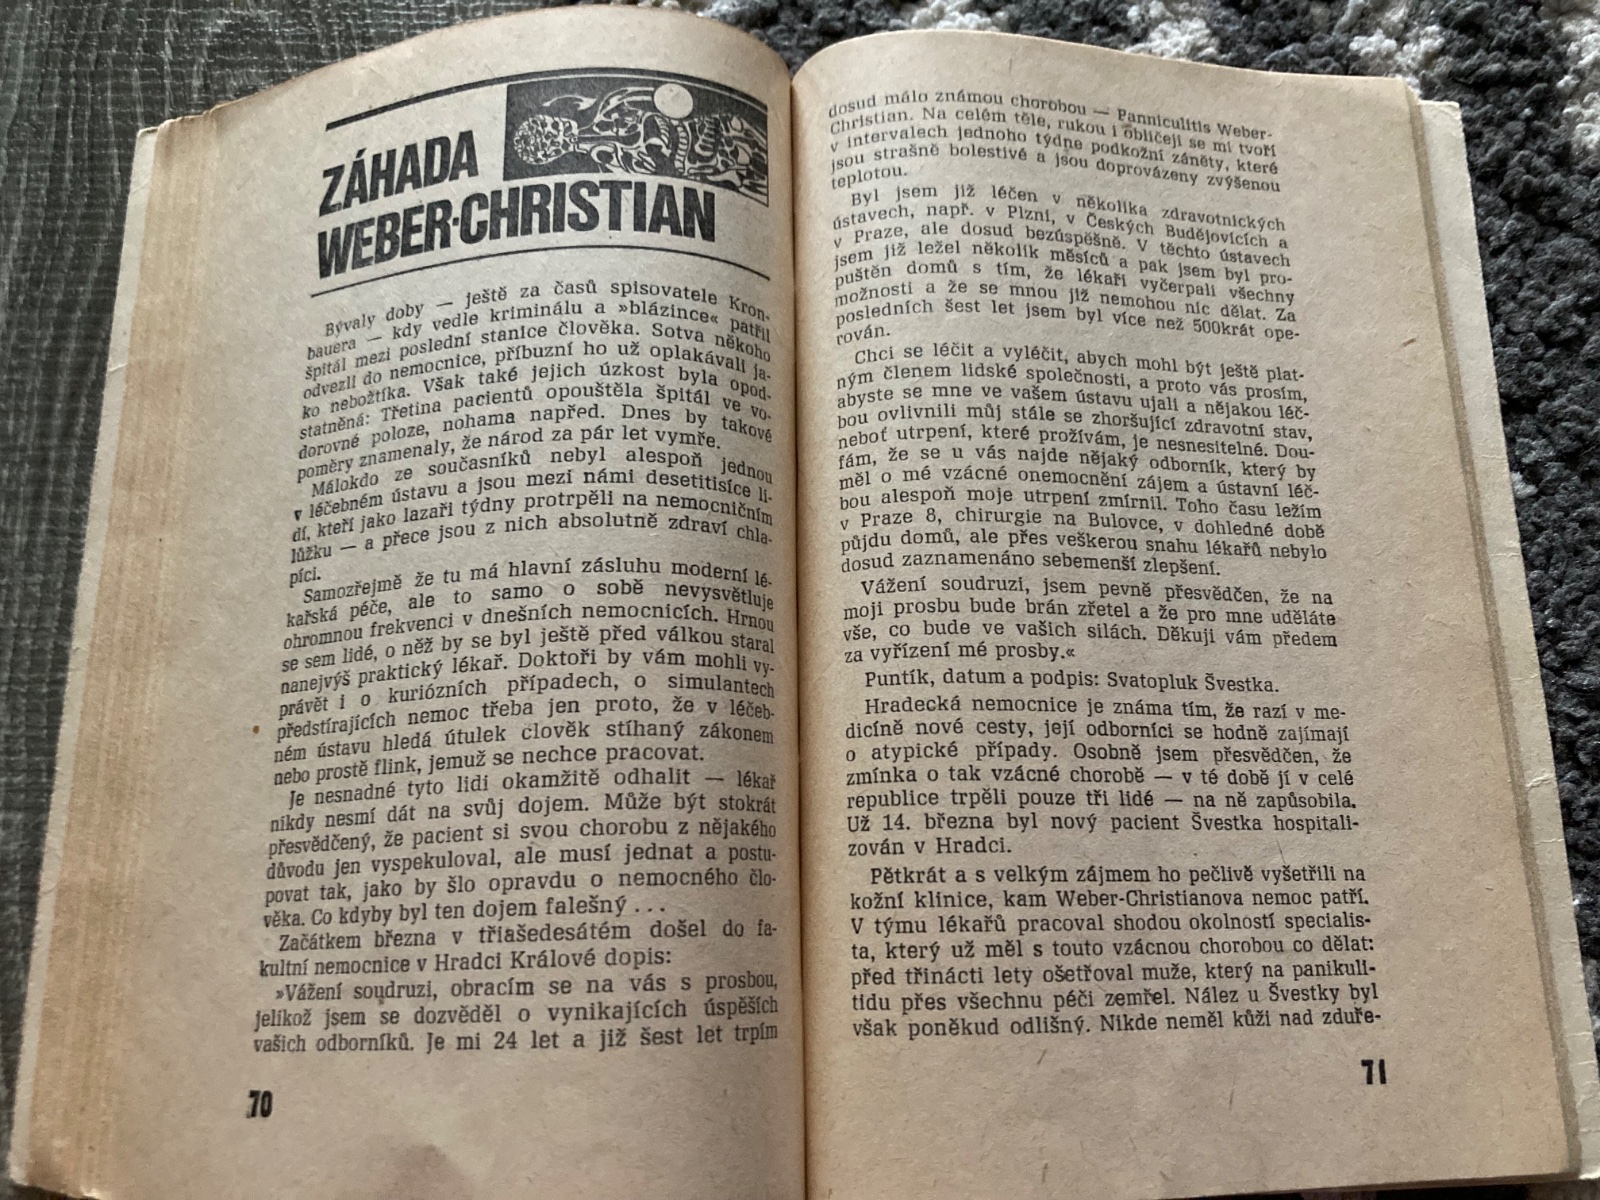 ZÁHADA
WEBER-CHRISTIAN
Bývaly doby — ještě za časů spisovatele Kron-
bauera — kdy vedle kriminálu a »blázince« patřil
špitál mezi poslední stanice člověka. Sotva někoho
odvezli do nemocnice, příbuzní ho už oplakávali ja-
ko nebožtíka. Však také jejich úzkost byla opod-
statněná: Třetina pacientů opouštěla špitál ve vo-
dorovné poloze, nohama napřed. Dnes by takové
poměry znamenaly, že národ za pár let vymře.
Málokdo ze současníků nebyl alespoň jednou
v léčebném ústavu a jsou mezi námi desetitisíce li-
dí, kteří jako lazaři týdny protrpěli na nemocničním
lůžku — a přece jsou z nich absolutně zdraví chla-
píci.
Samozřejmě že tu má hlavní zásluhu moderní lé-
kařská péče, ale to samo o sobě nevysvětluje
ohromnou frekvenci v dnešních nemocnicích. Hrnou
se sem lidé, o něž by se byl ještě před válkou staral
nanejvýš praktický lékař. Doktoři by vám mohli vy-
právět i o kuriózních případech, o simulantech
předstírajících nemoc třeba jen proto, že v léčeb-
ném ústavu hledá útulek člověk stíhaný zákonem
nebo prostě flink, jemuž se nechce pracovat.
Je nesnadné tyto lidi okamžitě odhalit — lékař
nikdy nesmí dát na svůj dojem. Může být stokrát
přesvědčený, že pacient si svou chorobu z nějakého
důvodu jen vyspekuloval, ale musí jednat a postu-
povat tak, jako by šlo opravdu o nemocného člo-
věka. Co kdyby byl ten dojem falešný . . .
Začátkem března v třiašedesátém došel do fa-
kultní nemocnice v Hradci Králové dopis:
»Vážení soudruzi, obracím se na vás s prosbou,
jelikož jsem se dozvěděl o vynikajících úspěších
vašich odborníků. Je mi 24 let a již šest let trpím
70
dosud málo známou chorobou — Panniculitis Weber-
Christian. Na celém těle, rukou i obličeji se mi tvoří
v intervalech jednoho týdne podkožní záněty, které
jsou strašně bolestivé a jsou doprovázeny zvýšenou
teplotou.
Byl jsem již léčen v několika zdravotnických
ústavech, např. v Plzni, v Českých Budějovicích a
v Praze, ale dosud bezúspěšně. V těchto ústavech
jsem již ležel několik měsíců a pak jsem byl pro-
puštěn domů s tím, že lékaři vyčerpali všechny
možnosti a že se mnou již nemohou nic dělat. Za
posledních šest let jsem byl více než 500krát ope-
rován.
Chci se léčit a vyléčit, abych mohl být ještě plat-
ným členem lidské společnosti, a proto vás prosím,
abyste se mne ve vašem ústavu ujali a nějakou léč-
bou ovlivnili můj stále se zhoršující zdravotní stav,
neboť utrpení, které prožívám, je nesnesitelné. Dou-
fám, že se u vás najde nějaký odborník, který by
měl o mé vzácné onemocnění zájem a ústavní léč-
bou alespoň moje utrpení zmírnil. Toho času ležím
v Praze 8, chirurgie na Bulovce, v dohledné době
půjdu domů, ale přes veškerou snahu lékařů nebylo
dosud zaznamenáno sebemenší zlepšení.
Vážení soudruzi, jsem pevně přesvědčen, že na
moji prosbu bude brán zřetel a že pro mne uděláte
vše, co bude ve vašich silách. Děkuji vám předem
za vyřízení mé prosby.«
Puntík, datum a podpis: Svatopluk Švestka.
Hradecká nemocnice je známa tím, že razí v me-
dicíně nové cesty, její odborníci se hodně zajímají
o atypické případy. Osobně jsem přesvědčen, že
zmínka o tak vzácné chorobě — v té době jí v celé
republice trpěli pouze tři lidé — na ně zapůsobila.
Už 14. března byl nový pacient Švestka hospitali-
zován v Hradci.
Pětkrát a s velkým zájmem ho pečlivě vyšetřili na
kožní klinice, kam Weber-Christianova nemoc patří.
V týmu lékařů pracoval shodou okolností specialis-
ta, který už měl s touto vzácnou chorobou co dělat:
před třinácti lety ošetřoval muže, který na panikuli-
tidu přes všechnu péči zemřel. Nález u Švestky byl
však poněkud odlišný. Nikde neměl kůži nad zduře-
71